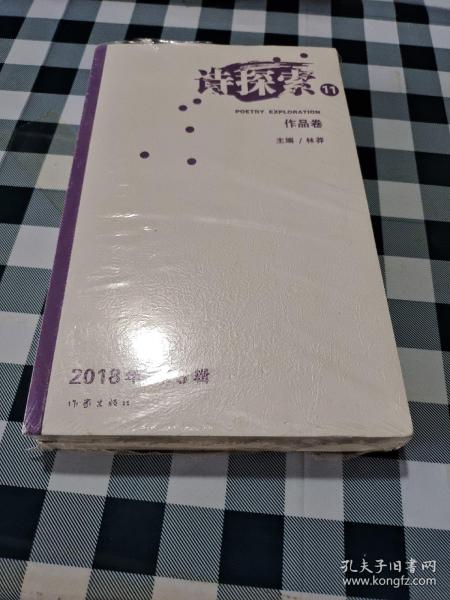 诗探索 11
POETRY EXPLORATION
作品卷
主编 / 林莽
2018年 辑
作家出版社
孔夫子旧书网
www.kongfz.com